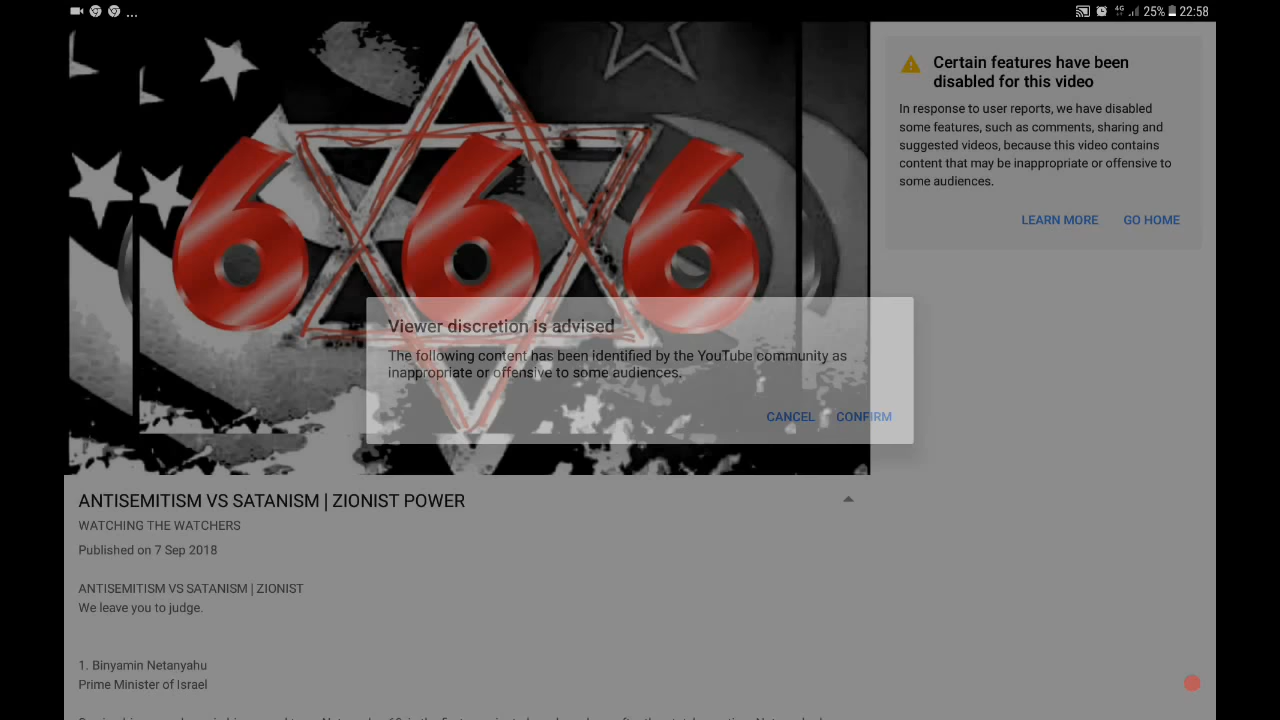 4G 25% 22:58
666
Certain features have been
disabled for this video
In response to user reports, we have disabled
some features, such as comments, sharing and
suggested videos, because this video contains
content that may be inappropriate or offensive to
some audiences.
LEARN MORE GO HOME
Viewer discretion is advised
The following content has been identified by the YouTube community as
inappropriate or offensive to some audiences.
CANCEL CONFIRM
ANTISEMITISM VS SATANISM | ZIONIST POWER
WATCHING THE WATCHERS
Published on 7 Sep 2018
ANTISEMITISM VS SATANISM | ZIONIST
We leave you to judge.
1. Binyamin Netanyahu
Prime Minister of Israel